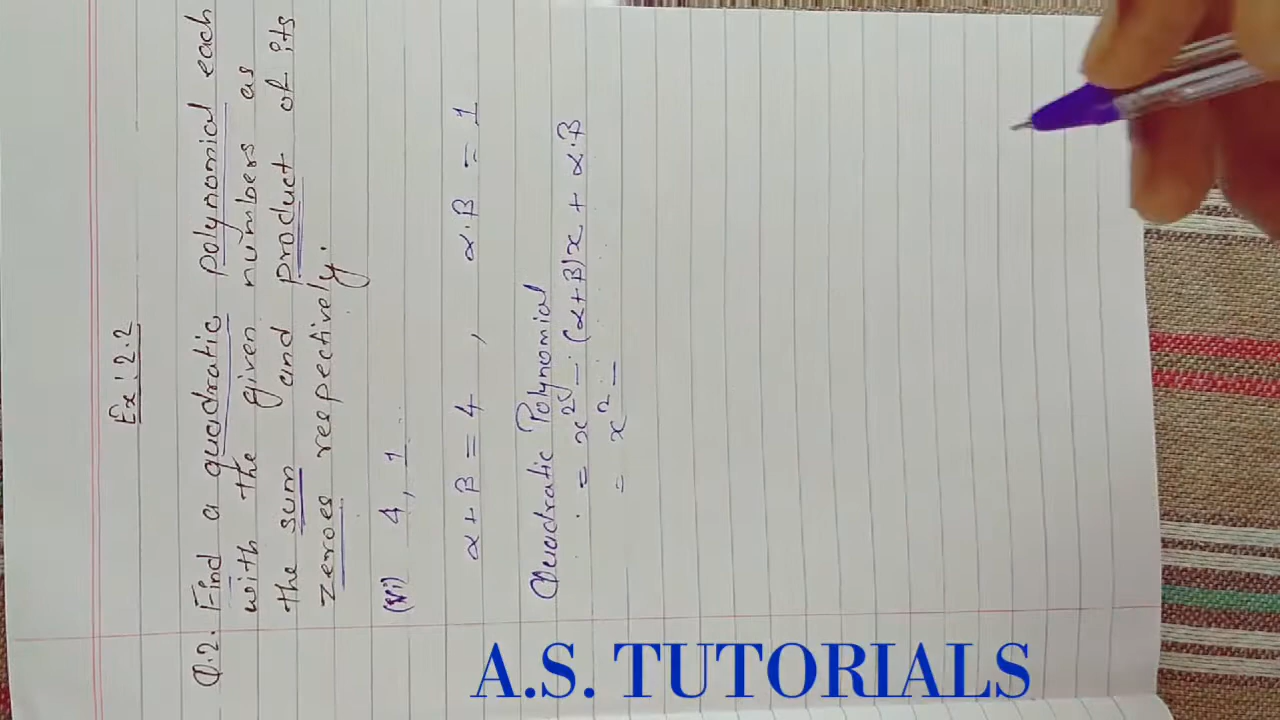 Ex: 2.2
Q.2. Find a quadratic polynomial each
with the given numbers as
the sum and product of its
zeroes respectively.
(vi) 4, 1
α+β = 4 , α.β = 1
Quadratic Polynomial
= x² - (α+β)x + α.β
= x² -
A.S. TUTORIALS